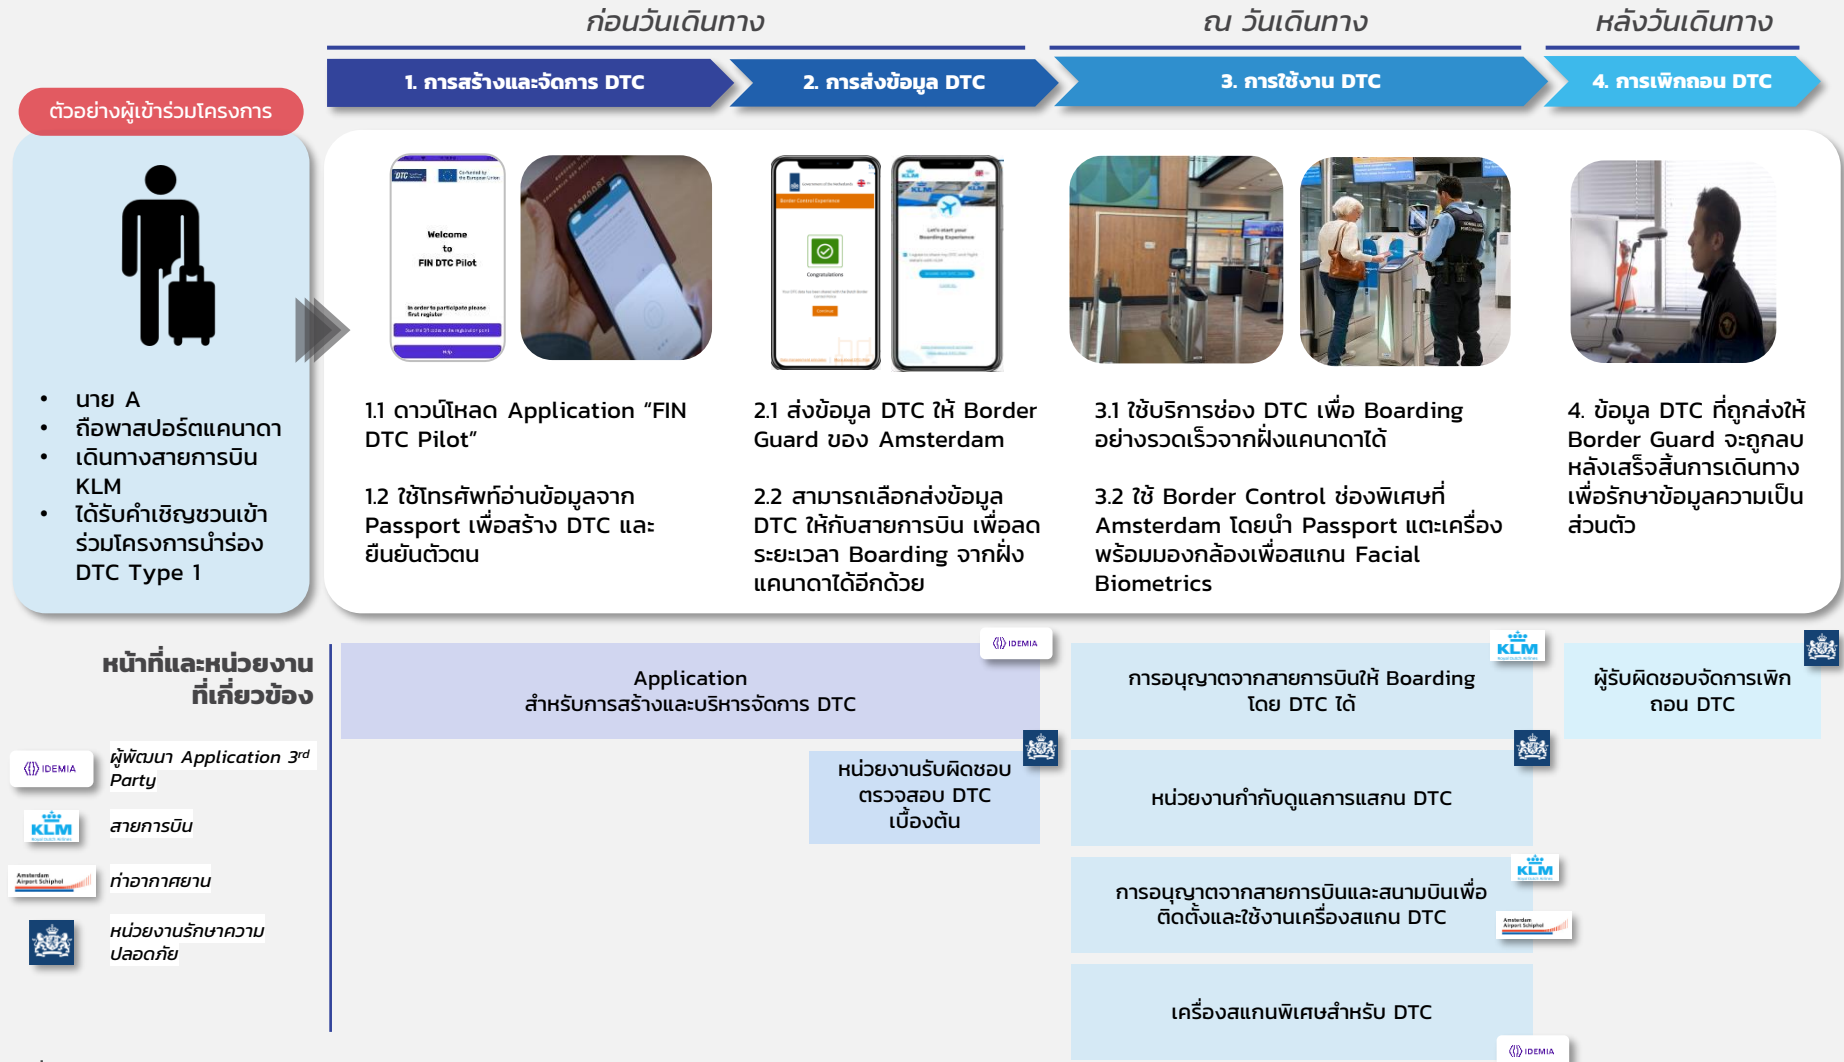 ก่อนวันเดินทาง
ณ วันเดินทาง
หลังวันเดินทาง
1. การสร้างและจัดการ DTC
2. การส่งข้อมูล DTC
3. การใช้งาน DTC
4. การเพิกถอน DTC
ตัวอย่างผู้เข้าร่วมโครงการ
• นาย A
• ถือพาสปอร์ตแคนาดา
• เดินทางสายการบิน
KLM
• ได้รับคำเชิญชวนเข้า
ร่วมโครงการนำร่อง
DTC Type 1
DTC
Co-funded by
the European Union
Welcome
to
FIN DTC Pilot
In order to participate please
first register
Help
PASSPORT
Government of the Netherlands
Border Control Experience
Congratulations
Continue
KLM
Let's start your
Boarding Experience
1.1 ดาวน์โหลด Application “FIN
DTC Pilot”
1.2 ใช้โทรศัพท์อ่านข้อมูลจาก
Passport เพื่อสร้าง DTC และ
ยืนยันตัวตน
2.1 ส่งข้อมูล DTC ให้ Border
Guard ของ Amsterdam
2.2 สามารถเลือกส่งข้อมูล
DTC ให้กับสายการบิน เพื่อลด
ระยะเวลา Boarding จากฝั่ง
แคนาดาได้อีกด้วย
3.1 ใช้บริการช่อง DTC เพื่อ Boarding
อย่างรวดเร็วจากฝั่งแคนาดาได้
3.2 ใช้ Border Control ช่องพิเศษที่
Amsterdam โดยนำ Passport แตะเครื่อง
พร้อมมองกล้องเพื่อสแกน Facial
Biometrics
4. ข้อมูล DTC ที่ถูกส่งให้
Border Guard จะถูกลบ
หลังเสร็จสิ้นการเดินทาง
เพื่อรักษาข้อมูลความเป็น
ส่วนตัว
หน้าที่และหน่วยงาน
ที่เกี่ยวข้อง
IDEMIA
ผู้พัฒนา Application 3rd
Party
KLM
สายการบิน
Amsterdam
Airport Schiphol
ท่าอากาศยาน
หน่วยงานรักษาความ
ปลอดภัย
IDEMIA
Application
สำหรับการสร้างและบริหารจัดการ DTC
หน่วยงานรับผิดชอบ
ตรวจสอบ DTC
เบื้องต้น
KLM
การอนุญาตจากสายการบินให้ Boarding
โดย DTC ได้
หน่วยงานกำกับดูแลการแสกน DTC
KLM
การอนุญาตจากสายการบินและสนามบินเพื่อ
ติดตั้งและใช้งานเครื่องสแกน DTC
Amsterdam
Airport Schiphol
เครื่องสแกนพิเศษสำหรับ DTC
IDEMIA
ผู้รับผิดชอบจัดการเพิก
ถอน DTC